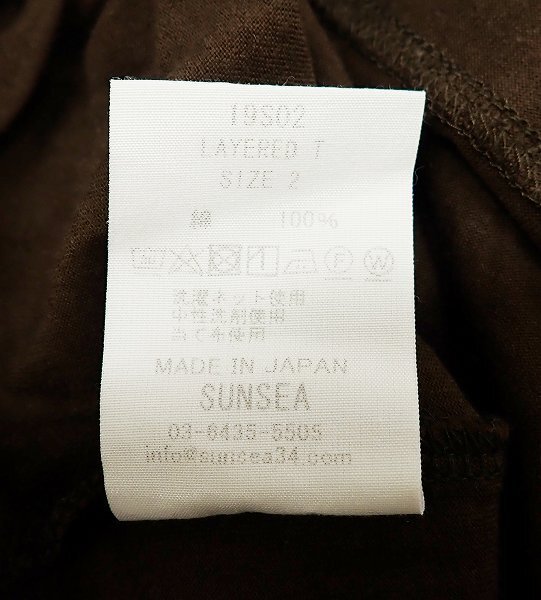 19S02
LAYERED T
SIZE 2
綿 100%
洗濯ネット使用
中性洗剤使用
当て布使用
MADE IN JAPAN
SUNSEA
03-6435-5505
info@sunsea34.com